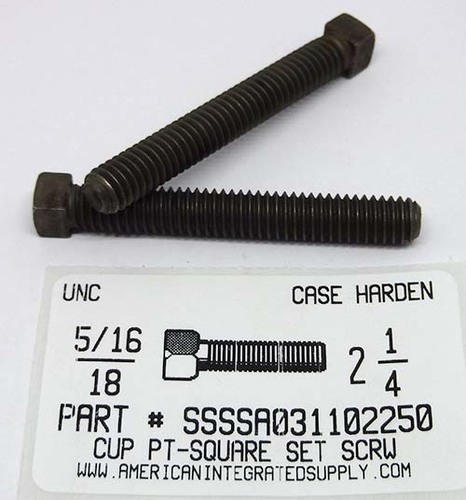 UNC CASE HARDEN
5/16 2 1/4
18
PART # SSSSA031102250
CUP PT-SQUARE SET SCRW
WWW.AMERICANINTEGRATEDSUPPLY.COM